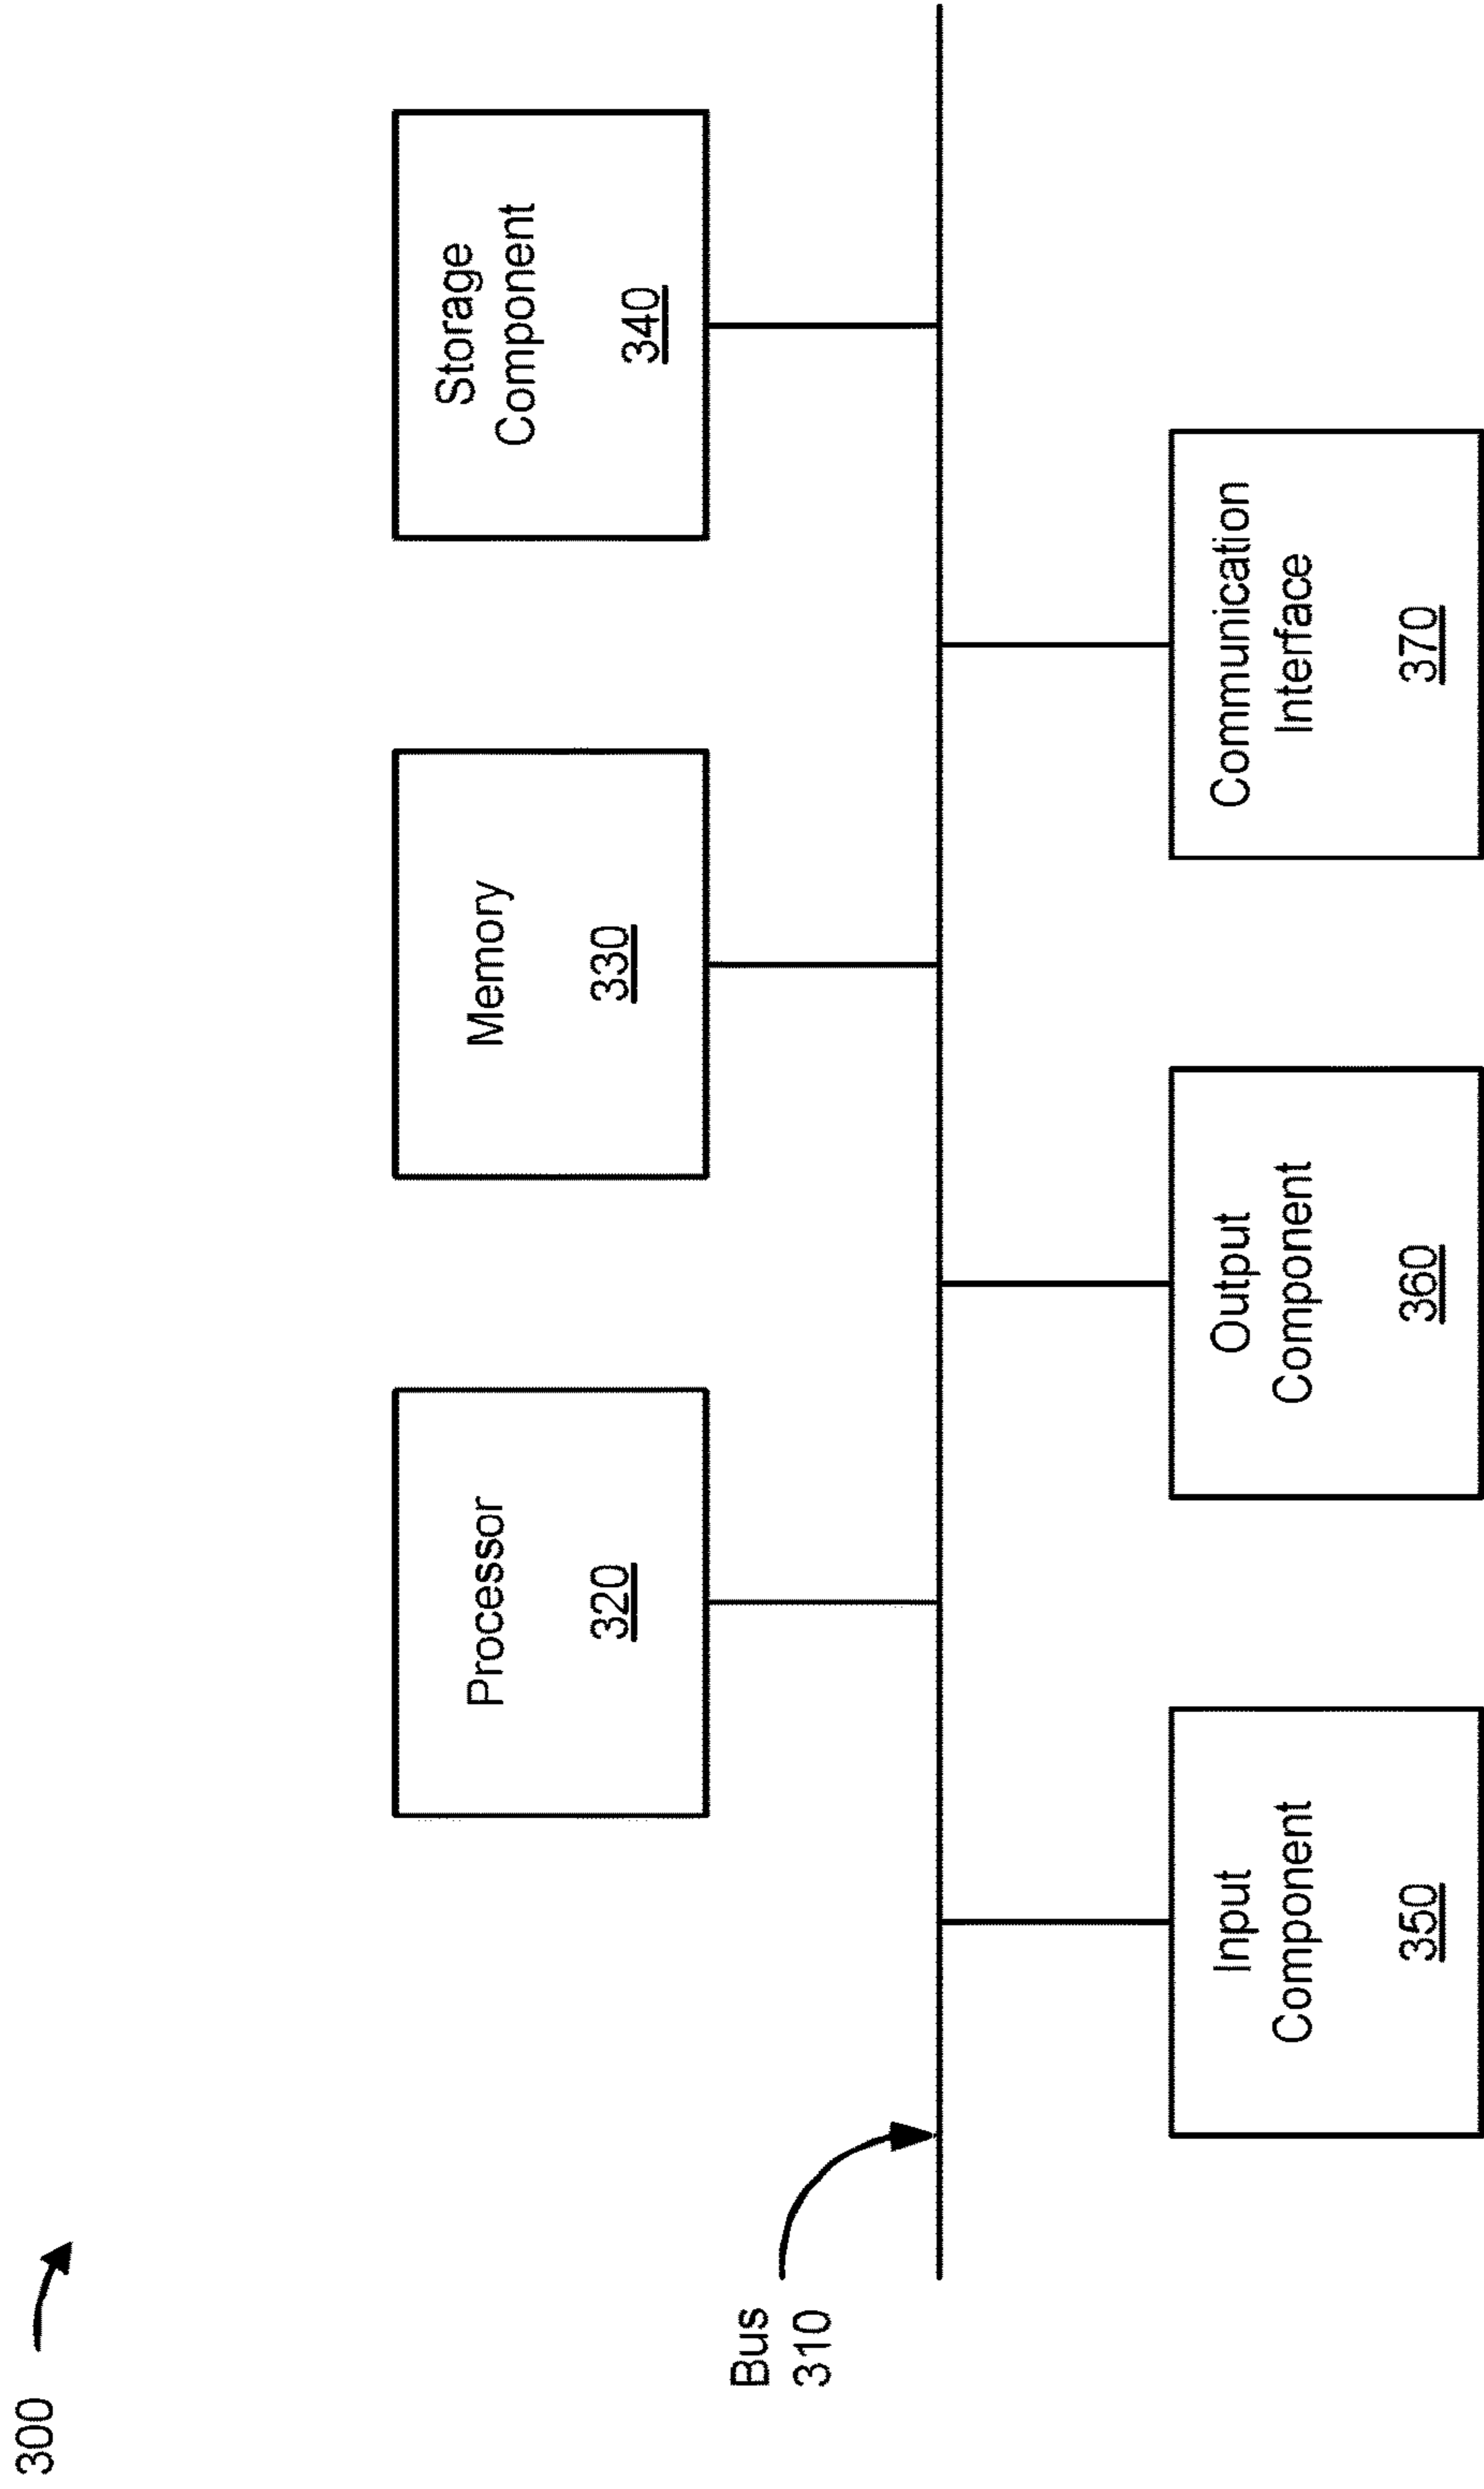 300
Processor
320
Memory
330
Storage
Component
340
Bus
310
Input
Component
350
Output
Component
360
Communication
Interface
370